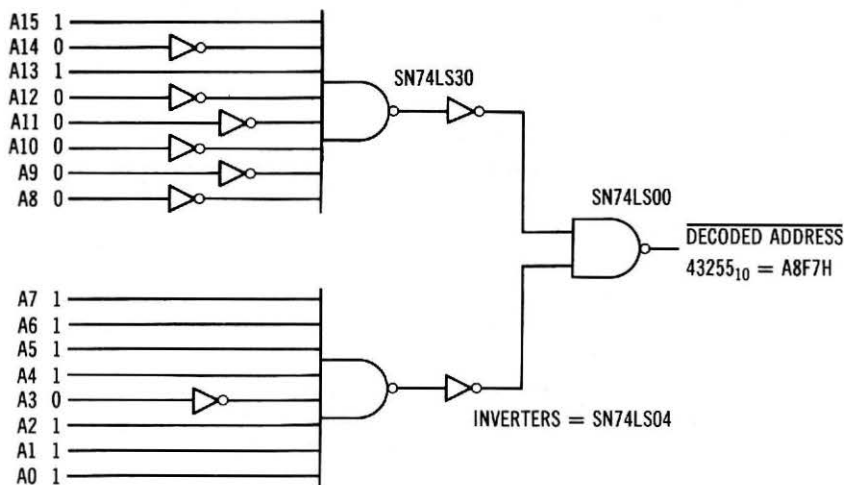 A15 1
A14 0
A13 1
A12 0
A11 0
A10 0
A9 0
A8 0
SN74LS30
SN74LS00
DECODED ADDRESS
43255₁₀ = A8F7H
A7 1
A6 1
A5 1
A4 1
A3 0
A2 1
A1 1
A0 1
INVERTERS = SN74LS04